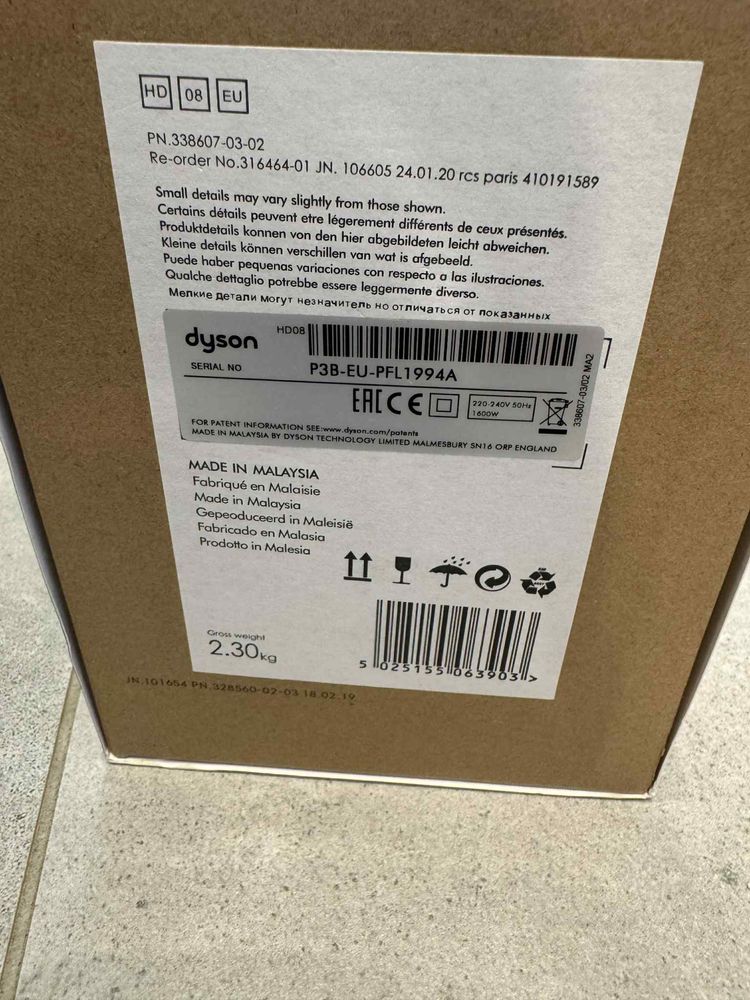 HD 08 EU
PN.338607-03-02
Re-order No.316464-01 JN. 106605 24.01.20 rcs paris 410191589
Small details may vary slightly from those shown.
Certains détails peuvent etre légerement différents de ceux présentés.
Produktdetails konnen von den hier abgebildeten leicht abweichen.
Kleine details können verschillen van wat is afgebeeld.
Puede haber pequenas variaciones con respecto a las ilustraciones.
Qualche dettaglio potrebbe essere leggermente diverso.
Мелкие детали могут незначитель но отличаться от показанных
dyson
HD08
SERIAL NO
P3B-EU-PFL1994A
EAC CE
220-240V 50Hz
1600W
338607-03/02 MA2
FOR PATENT INFORMATION SEE:www.dyson.com/patents
MADE IN MALAYSIA BY DYSON TECHNOLOGY LIMITED MALMESBURY SN16 ORP ENGLAND
MADE IN MALAYSIA
Fabriqué en Malaisie
Made in Malaysia
Gepeoduceerd in Maleisië
Fabricado en Malasia
Prodotto in Malesia
Gross weight
2.30kg
5 025155 063903 >
JN.101654 PN.328560-02-03 18.02.19